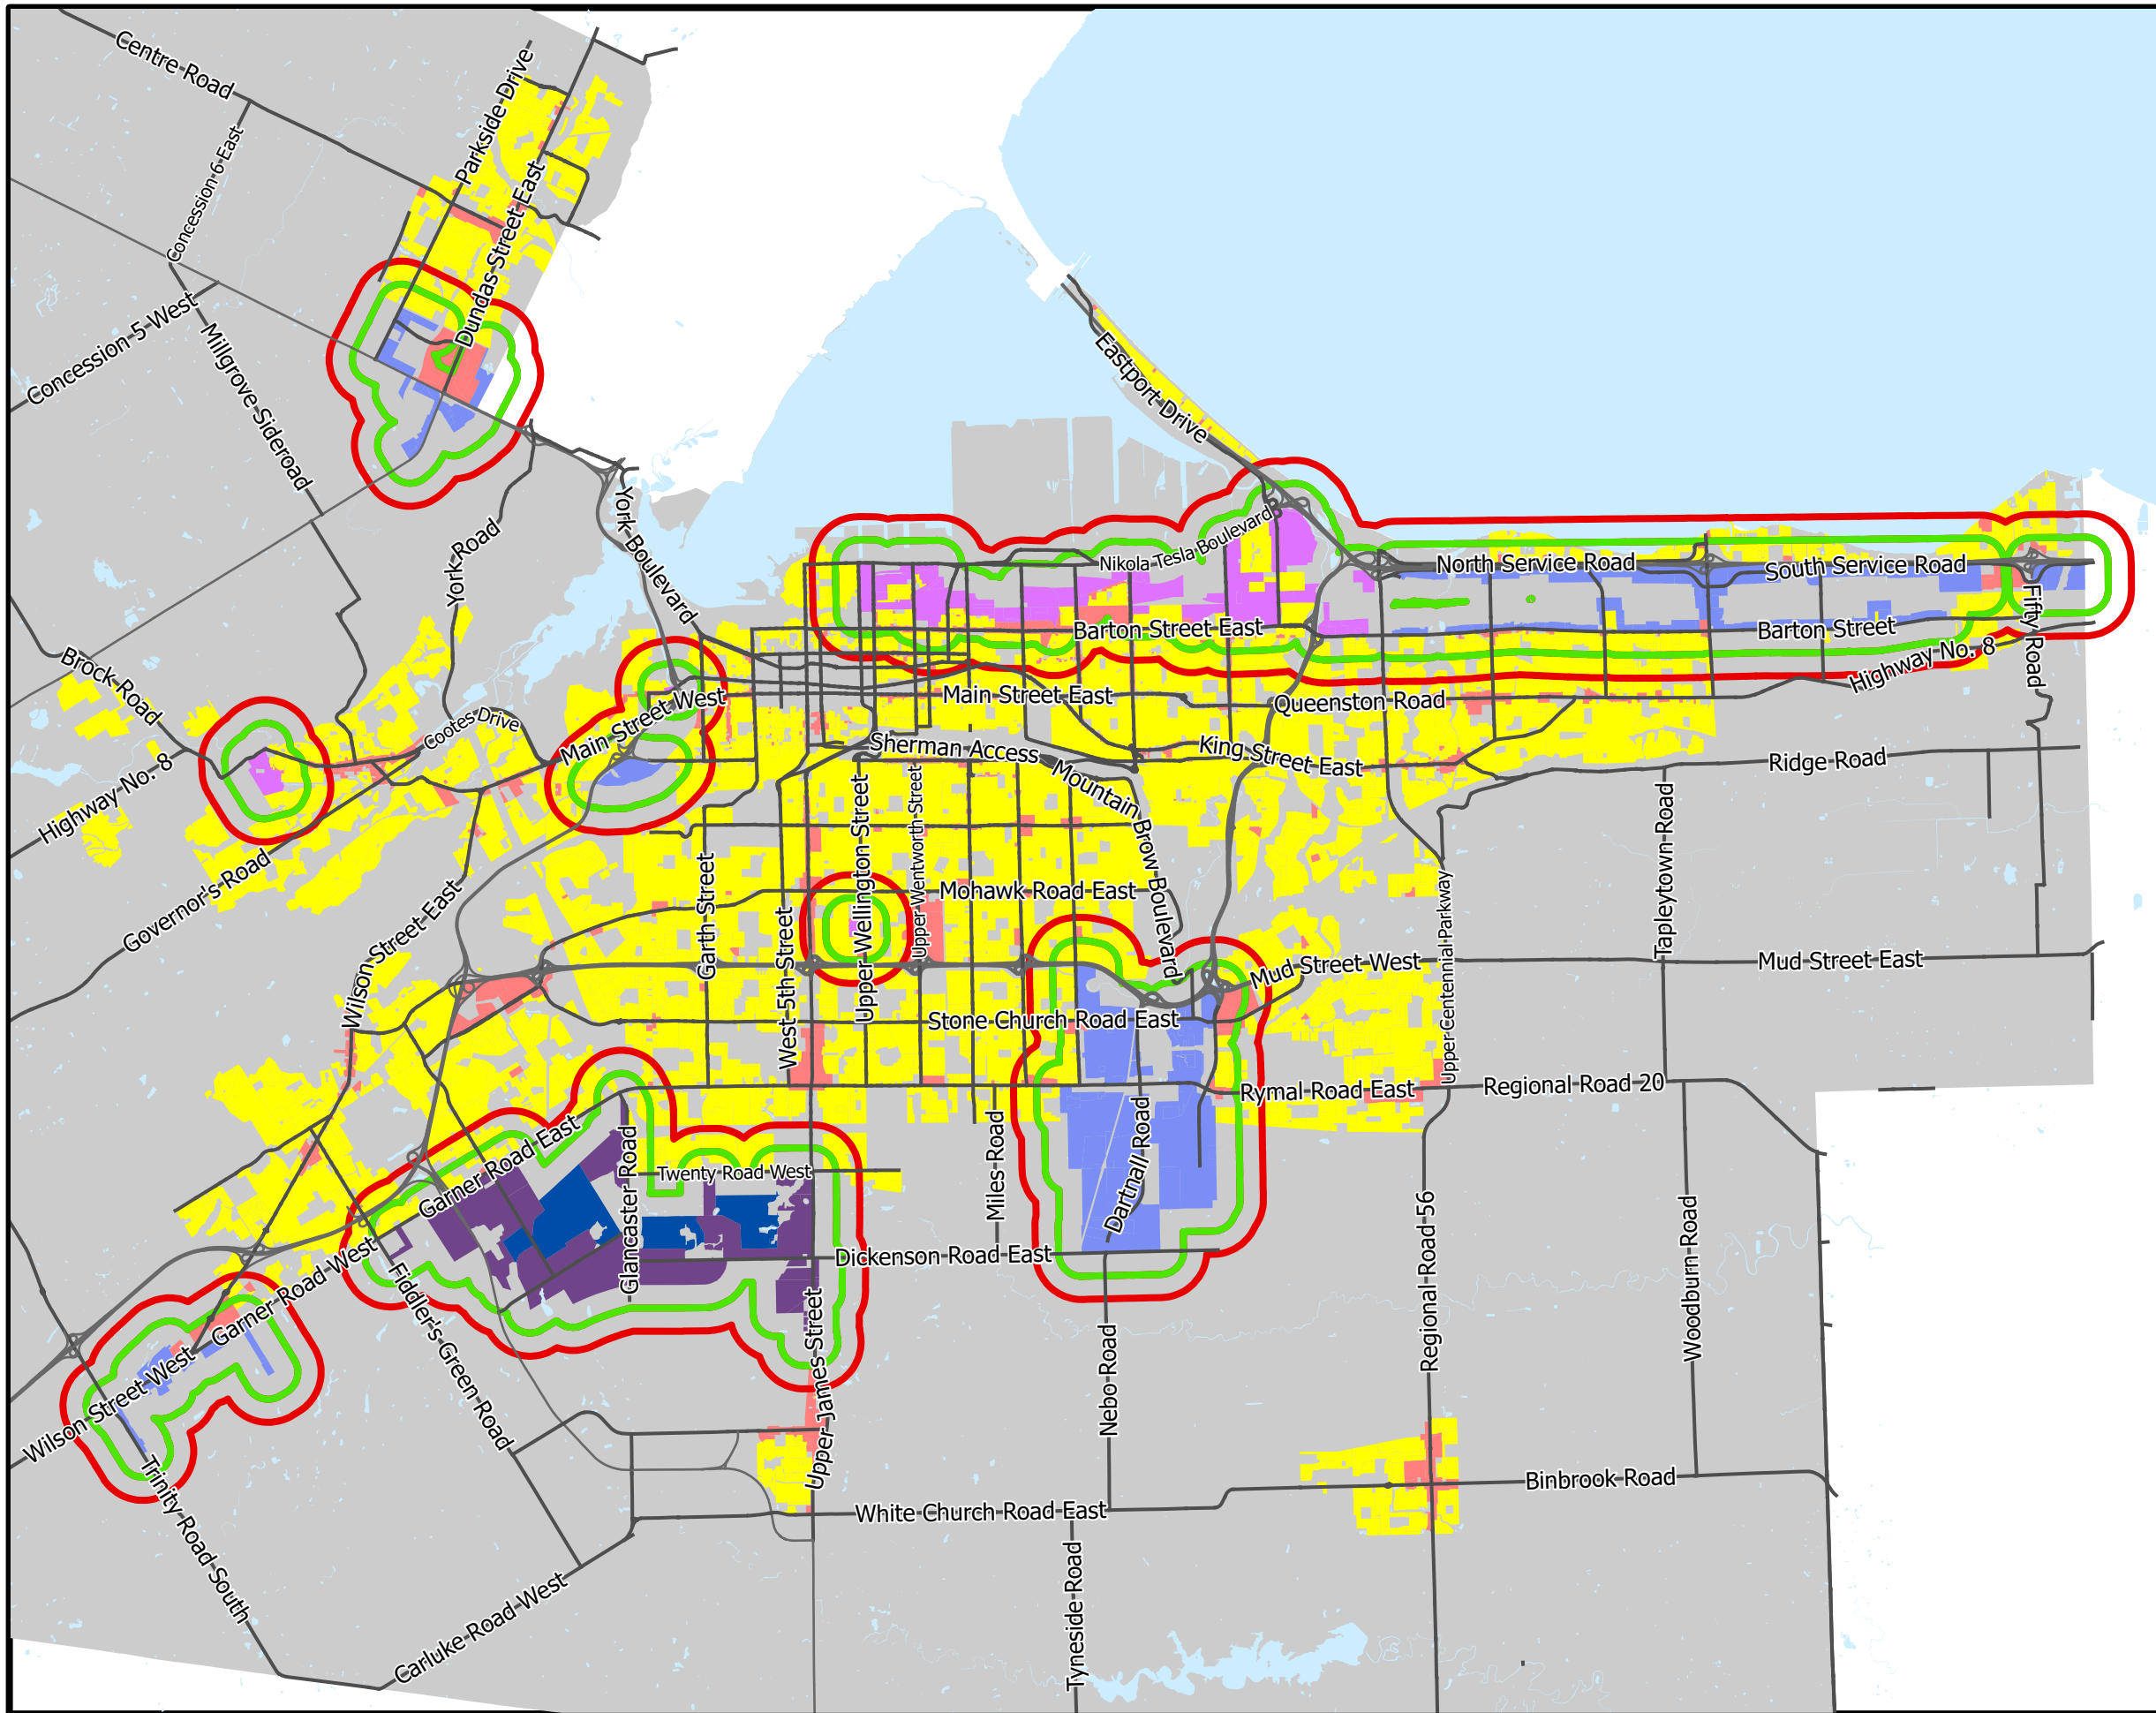 Centre Road
Parkside Drive
Concession 6 East
Dundas Street East
Concession 5 West
Millgrove Sideroad
Eastport Drive
York Road
York Boulevard
Nikola Tesla Boulevard
North Service Road
South Service Road
Fifty Road
Barton Street East
Barton Street
Highway No. 8
Brock Road
Cootes Drive
Main Street West
Main Street East
Queenston Road
Highway No. 8
Sherman Access
King Street East
Ridge Road
Mountain Brow Boulevard
Governor's Road
Wilson Street East
Garth Street
West 5th Street
Upper Wellington Street
Upper Wentworth Street
Mohawk Road East
Upper Centennial Parkway
Tapleytown Road
Mud Street West
Mud Street East
Stone Church Road East
Rymal Road East
Regional Road 20
Garner Road East
Glancaster Road
Twenty Road West
Miles Road
Dartnall Road
Dickenson Road East
Regional Road 56
Woodburn Road
Garner Road West
Fiddler's Green Road
Wilson Street West
Upper James Street
Nebo Road
Trinity Road South
Binbrook Road
White Church Road East
Carluke Road West
Tyneside Road